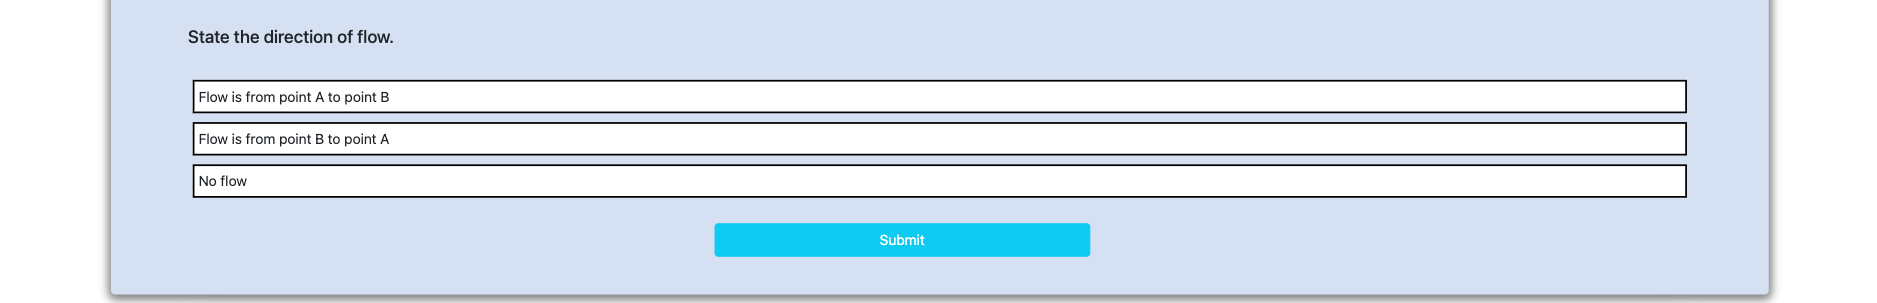 State the direction of flow.
Flow is from point A to point B
Flow is from point B to point A
No flow
Submit